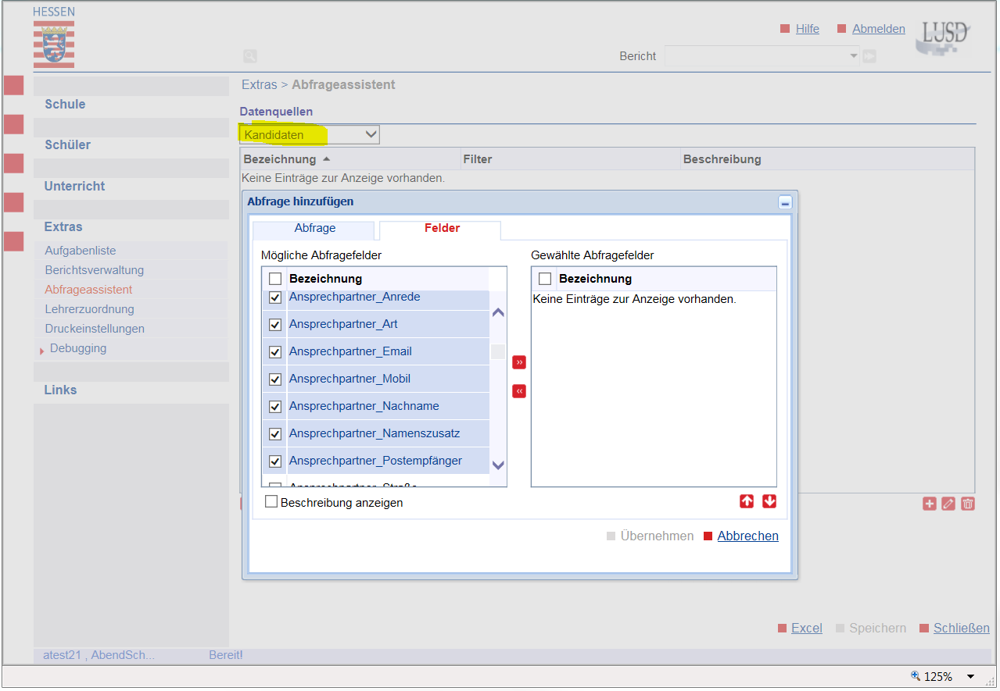 HESSEN
Hilfe Abmelden
LUSD
Bericht
Extras > Abfrageassistent
Schule
Schüler
Unterricht
Extras
Aufgabenliste
Berichtsverwaltung
Abfrageassistent
Lehrerzuordnung
Druckeinstellungen
Debugging
Links
Datenquellen
Kandidaten
Bezeichnung Filter Beschreibung
Keine Einträge zur Anzeige vorhanden.
Abfrage hinzufügen
Abfrage Felder
Mögliche Abfragefelder
Bezeichnung
Ansprechpartner_Anrede
Ansprechpartner_Art
Ansprechpartner_Email
Ansprechpartner_Mobil
Ansprechpartner_Nachname
Ansprechpartner_Namenszusatz
Ansprechpartner_Postempfänger
Ansprechpartner_Straße
Beschreibung anzeigen
Gewählte Abfragefelder
Bezeichnung
Keine Einträge zur Anzeige vorhanden.
Übernehmen Abbrechen
Excel Speichern Schließen
atest21 , AbendSch... Bereit!
125%